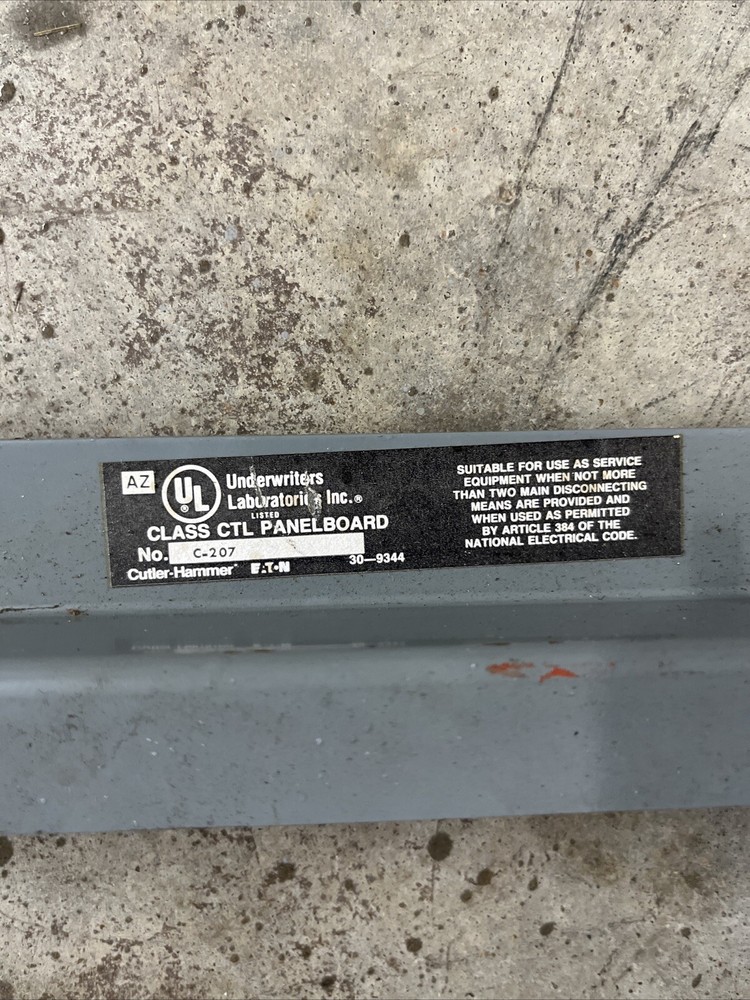 AZ
UL
Underwriters
Laboratories Inc.®
LISTED
CLASS CTL PANELBOARD
No. C-207
Cutler-Hammer EATON 30—9344
SUITABLE FOR USE AS SERVICE
EQUIPMENT WHEN NOT MORE
THAN TWO MAIN DISCONNECTING
MEANS ARE PROVIDED AND
WHEN USED AS PERMITTED
BY ARTICLE 384 OF THE
NATIONAL ELECTRICAL CODE.